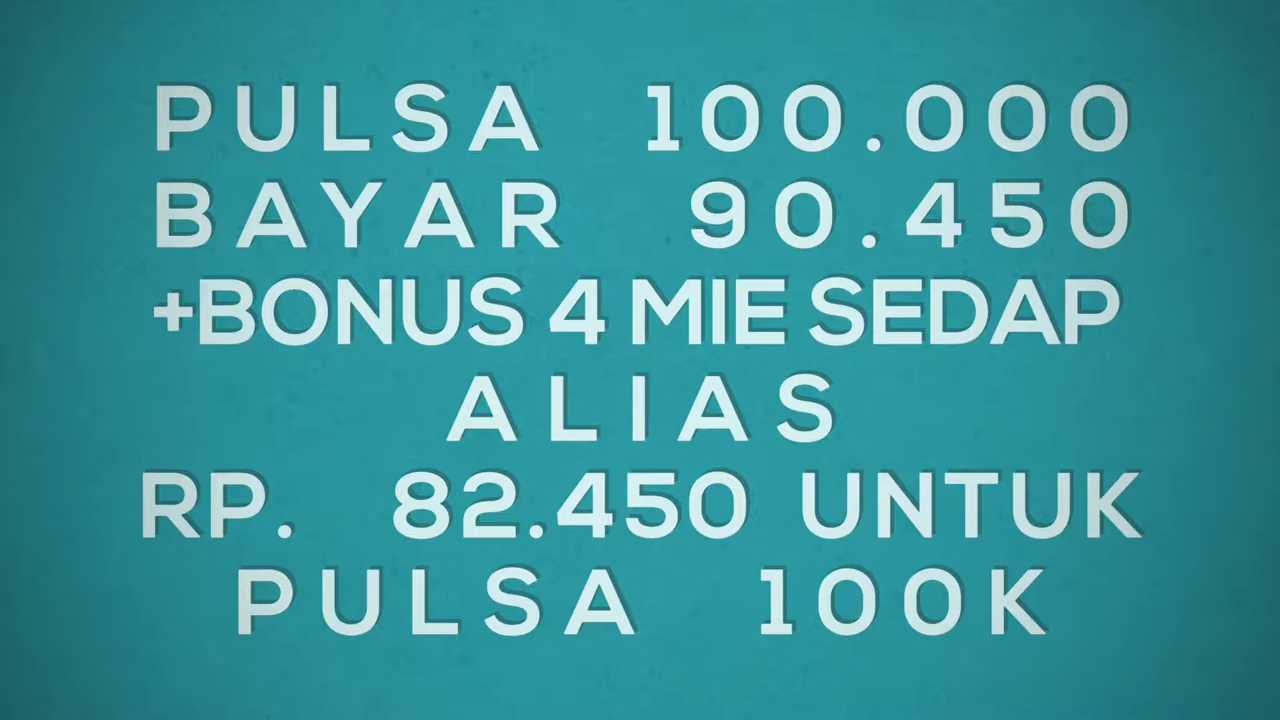 PULSA 100.000
BAYAR 90.450
+BONUS 4 MIE SEDAP
ALIAS
RP. 82.450 UNTUK
PULSA 100K